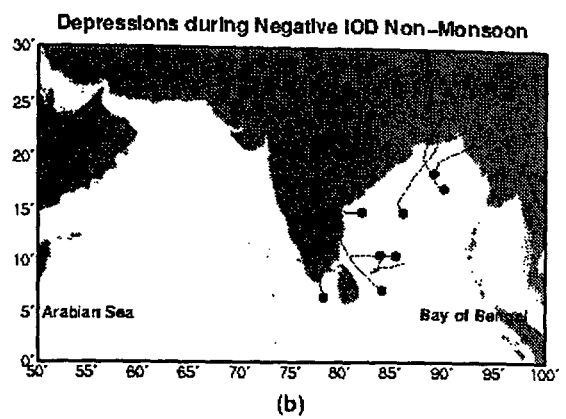 Depressions during Negative IOD Non-Monsoon
30°
25°
20°
15°
10°
5°
0°
Arabian Sea
Bay of Bengal
50° 55° 60° 65° 70° 75° 80° 85° 90° 95° 100°
(b)